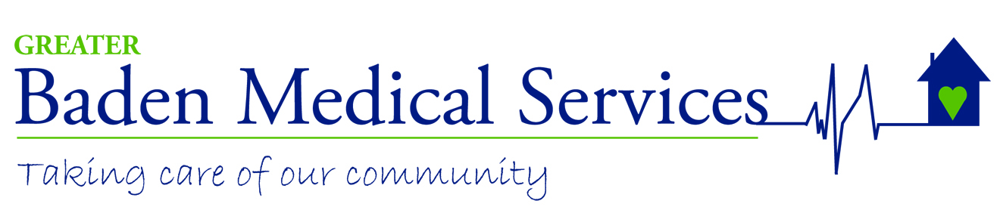 GREATER
Baden Medical Services
Taking care of our community